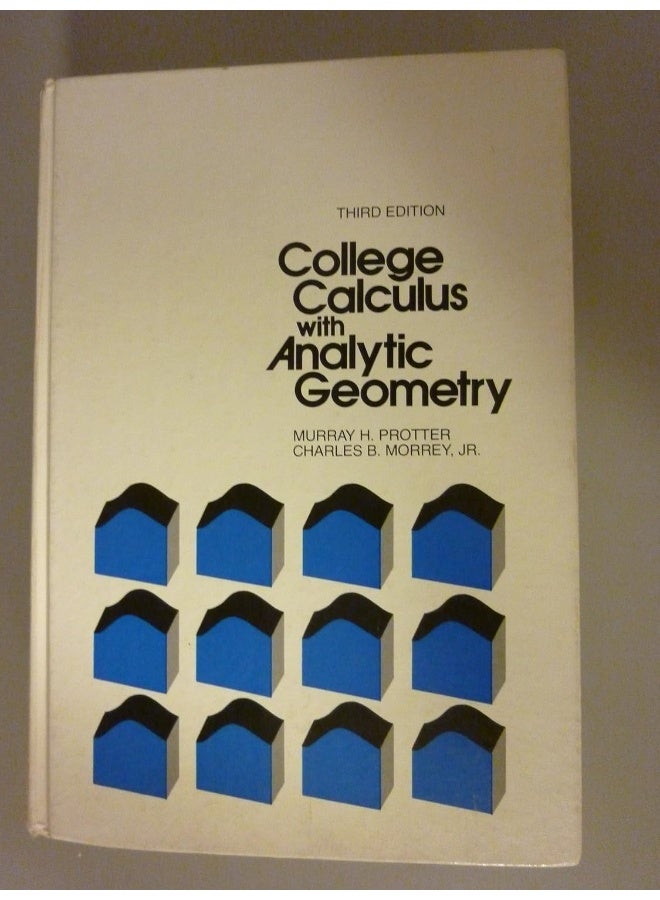 THIRD EDITION
College
Calculus
with
Analytic
Geometry
MURRAY H. PROTTER
CHARLES B. MORREY, JR.